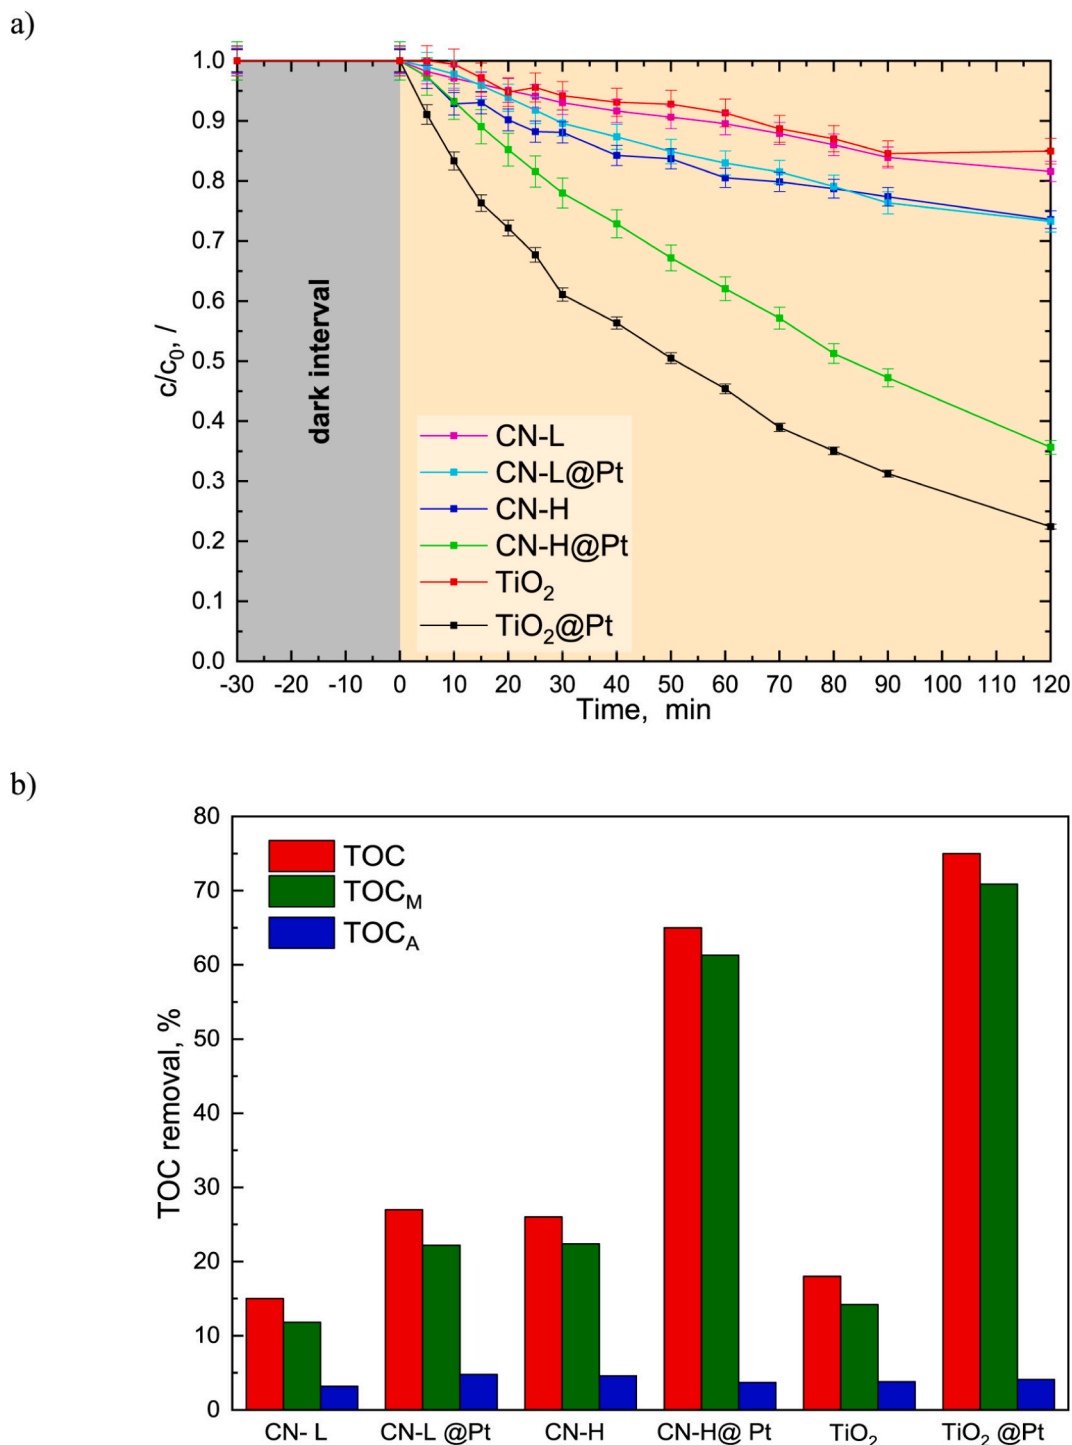 a)
1.0
0.9
0.8
0.7
0.6
0.5
0.4
0.3
0.2
0.1
0.0
c/c₀, /
dark interval
CN-L
CN-L@Pt
CN-H
CN-H@Pt
TiO₂
TiO₂@Pt
-30 -20 -10 0 10 20 30 40 50 60 70 80 90 100 110 120
Time, min
b)
80
70
60
50
40
30
20
10
0
TOC removal, %
TOC
TOC_M
TOC_A
CN- L CN-L @Pt CN-H CN-H@ Pt TiO₂ TiO₂ @Pt